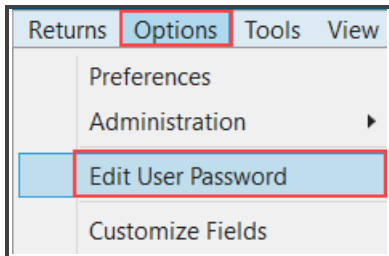 Returns Options Tools View
Preferences
Administration
Edit User Password
Customize Fields